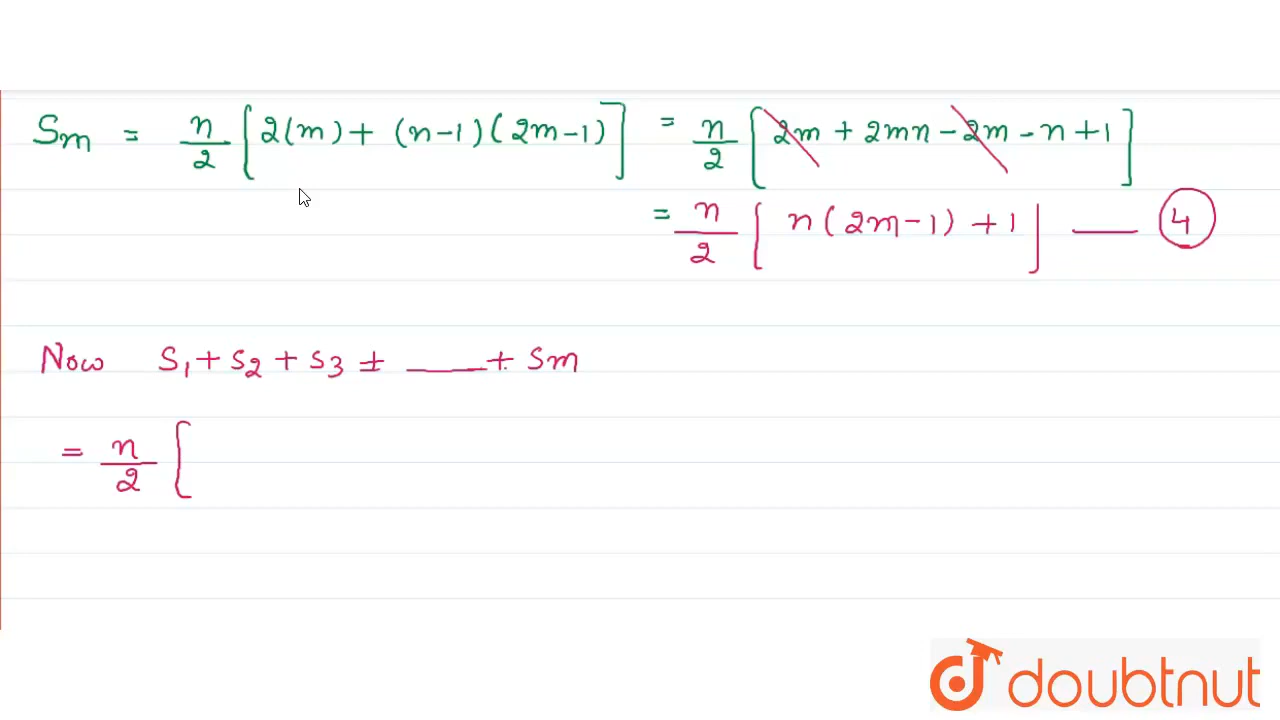 Sm = n/2 [2(m) + (n-1)(2m-1)] = n/2 [2m + 2mn - 2m - n + 1]
= n/2 [n(2m-1) + 1] — 4
Now S1 + S2 + S3 ± ___ + Sm
= n/2 [
doubtnut